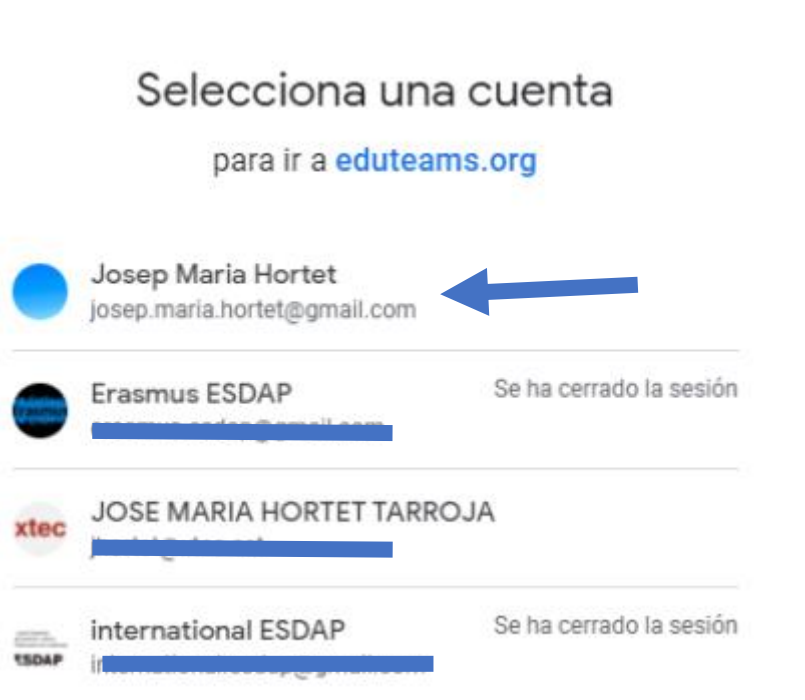 Selecciona una cuenta
para ir a eduteams.org
Josep Maria Hortet
josep.maria.hortet@gmail.com
Erasmus ESDAP
Se ha cerrado la sesión
xtec
JOSE MARIA HORTET TARROJA
international ESDAP
Se ha cerrado la sesión
ESDAP